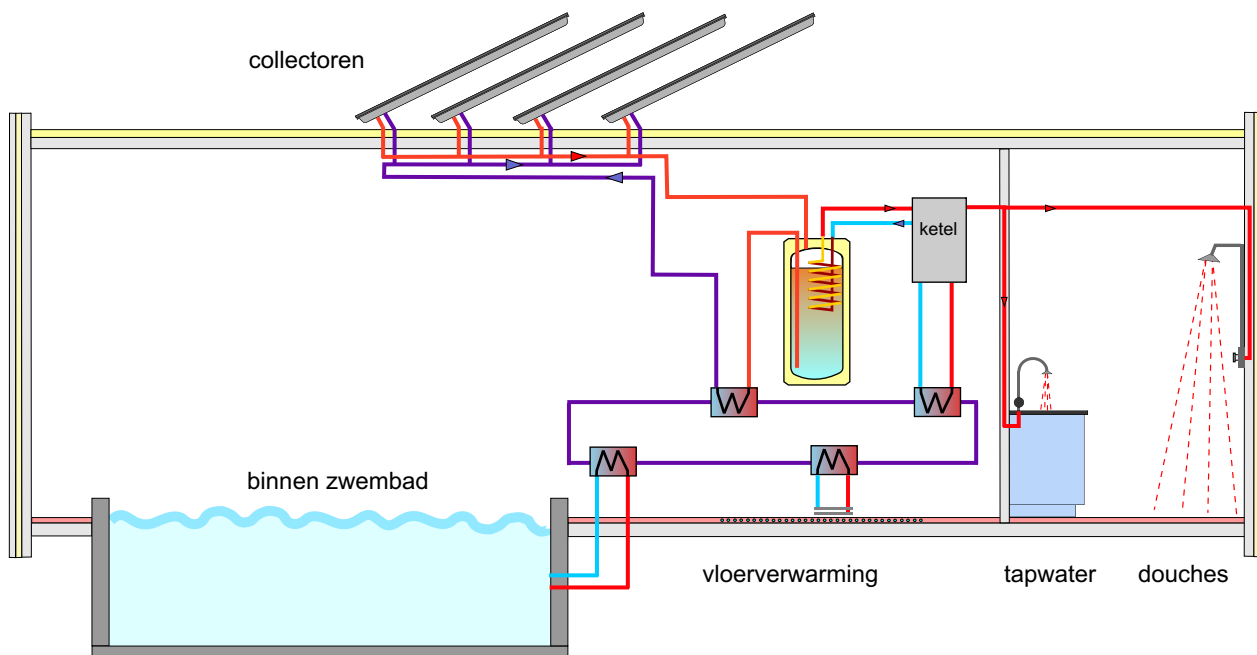 collectoren
ketel
binnen zwembad
vloerverwarming
tapwater
douches